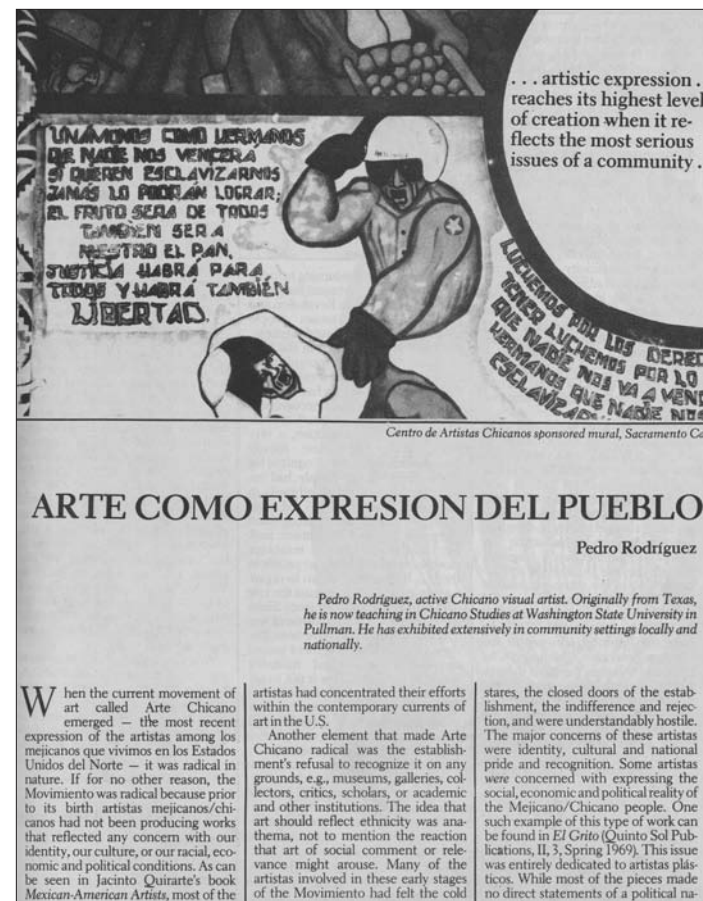 . . . artistic expression .
reaches its highest level
of creation when it re-
flects the most serious
issues of a community .
UNÁMONOS COMO HERMANOS
QE NADIE NOS VENCERA
SI QUEREN ESCLAVIZARNOS
JAMÁS LO PODRÁN LOGRAR;
EL FRUTO SERA DE TODOS
TAMBIÉN SERA
NESTRO EL PAN,
JUSTICIA HABRÁ PARA
TODOS Y HABRÁ TAMBIÉN
LIBERTAD.
LUCHEMOS POR LOS DEREC
TENER LUCHEMOS POR LO
QUE NADIE NOS VA A VENC
HERMANOS QUE NADIE NOS
Centro de Artistas Chicanos sponsored mural, Sacramento Ca
ARTE COMO EXPRESION DEL PUEBLO
Pedro Rodríguez
Pedro Rodríguez, active Chicano visual artist. Originally from Texas,
he is now teaching in Chicano Studies at Washington State University in
Pullman. He has exhibited extensively in community settings locally and
nationally.
When the current movement of
art called Arte Chicano
emerged — the most recent
expression of the artistas among los
mejicanos que vivimos en los Estados
Unidos del Norte — it was radical in
nature. If for no other reason, the
Movimiento was radical because prior
to its birth artistas mejicanos/chi-
canos had not been producing works
that reflected any concern with our
identity, our culture, or our racial, eco-
nomic and political conditions. As can
be seen in Jacinto Quirarte's book
Mexican-American Artists, most of the
artistas had concentrated their efforts
within the contemporary currents of
art in the U.S.
Another element that made Arte
Chicano radical was the establish-
ment's refusal to recognize it on any
grounds, e.g., museums, galleries, col-
lectors, critics, scholars, or academic
and other institutions. The idea that
art should reflect ethnicity was ana-
thema, not to mention the reaction
that art of social comment or rele-
vance might arouse. Many of the
artistas involved in these early stages
of the Movimiento had felt the cold
stares, the closed doors of the estab-
lishment, the indifference and rejec-
tion, and were understandably hostile.
The major concerns of these artistas
were identity, cultural and national
pride and recognition. Some artistas
were concerned with expressing the
social, economic and political reality of
the Mejicano/Chicano people. One
such example of this type of work can
be found in El Grito (Quinto Sol Pub-
lications, II, 3, Spring 1969). This issue
was entirely dedicated to artistas plás-
ticos. While most of the pieces made
no direct statements of a political na-